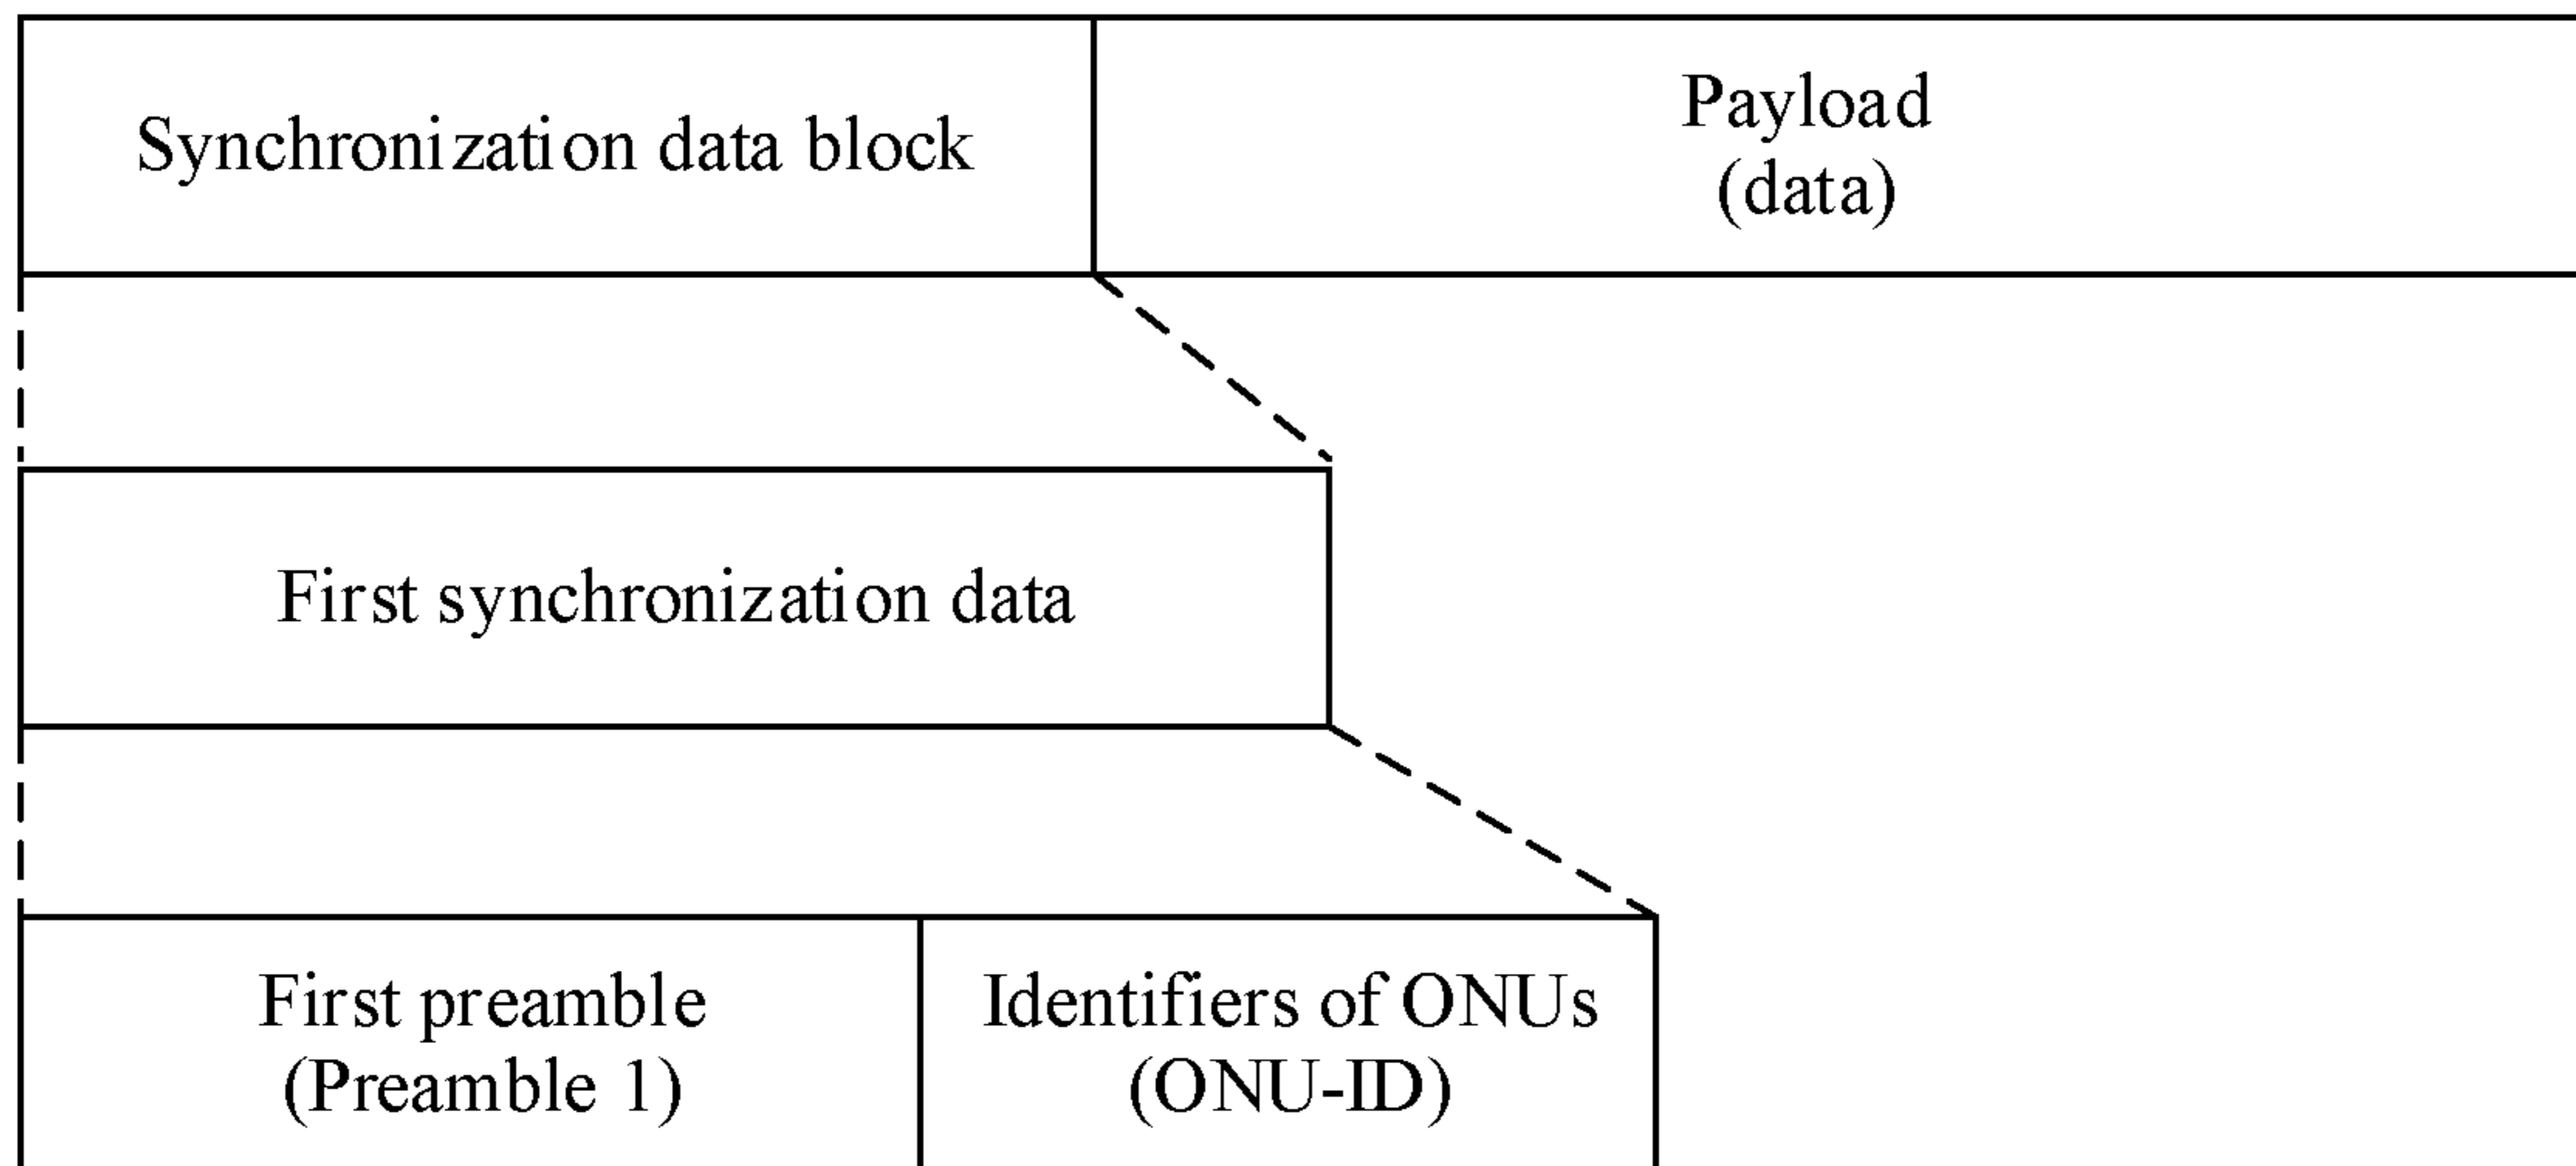 Synchronization data block
Payload
(data)
First synchronization data
First preamble
(Preamble 1)
Identifiers of ONUs
(ONU-ID)